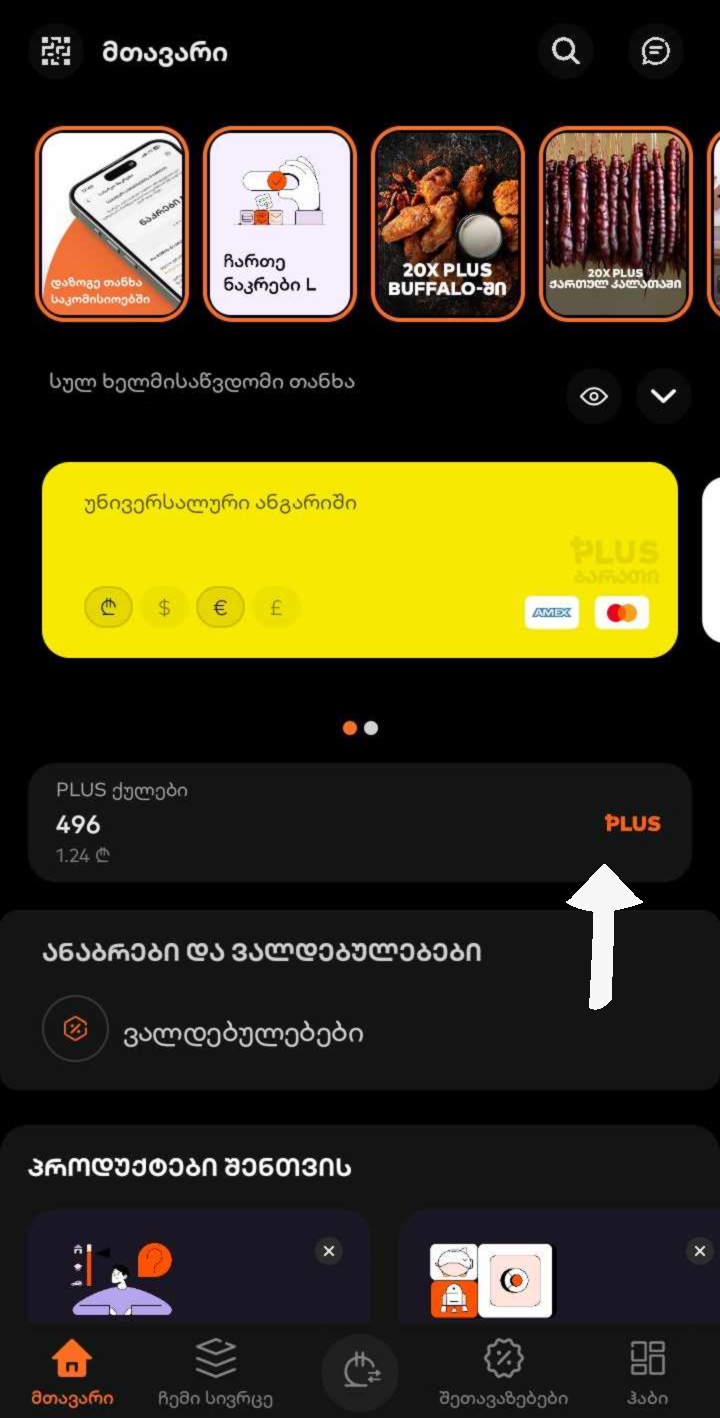 მთავარი
დაზოგე თანხა
საკომისიოებში
ჩართე
ნაკრები L
20X PLUS
BUFFALO-ში
20X PLUS
ქართულ კალათაში
სულ ხელმისაწვდომი თანხა
უნივერსალური ანგარიში
PLUS
ბარათი
₾ $ € £
AMEX
PLUS ქულები
496
PLUS
1.24 ₾
ანაბრები და ვალდებულებები
ვალდებულებები
პროდუქტები შენთვის
მთავარი
ჩემი სივრცე
შეთავაზებები
ჰაბი